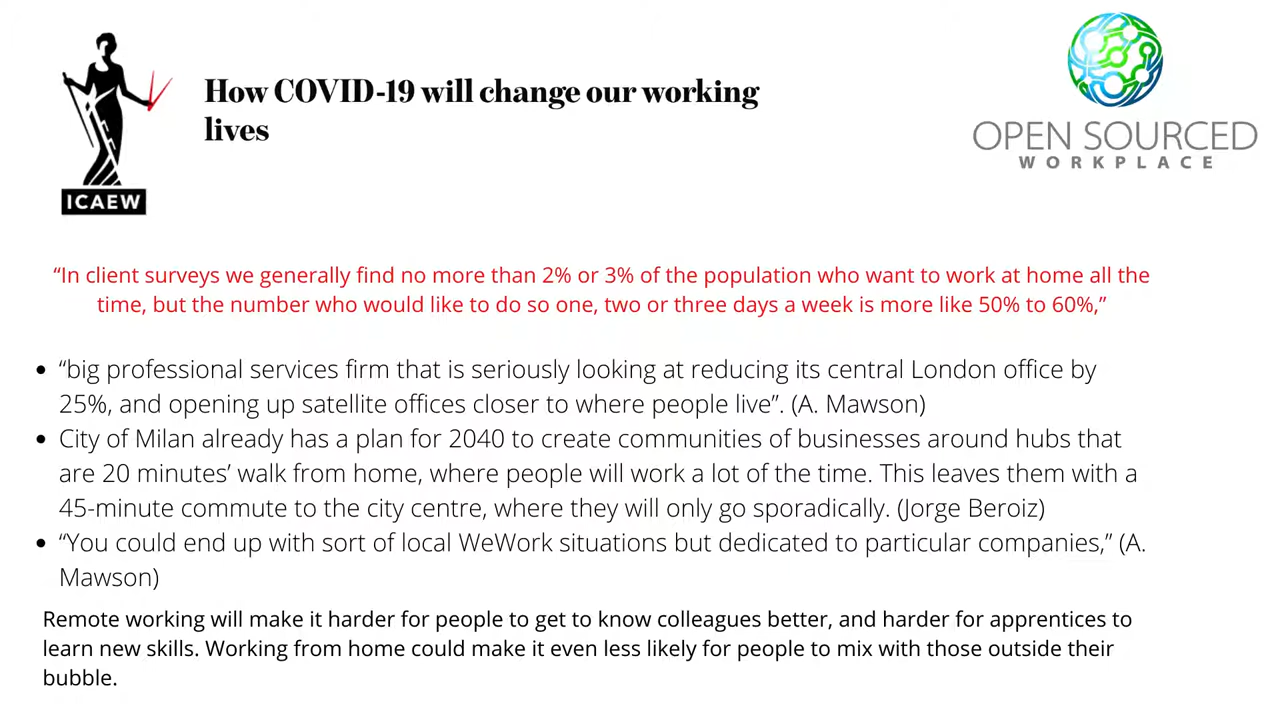 How COVID-19 will change our working
lives
ICAEW
OPEN SOURCED
WORKPLACE
“In client surveys we generally find no more than 2% or 3% of the population who want to work at home all the
time, but the number who would like to do so one, two or three days a week is more like 50% to 60%,”
• “big professional services firm that is seriously looking at reducing its central London office by
25%, and opening up satellite offices closer to where people live”. (A. Mawson)
• City of Milan already has a plan for 2040 to create communities of businesses around hubs that
are 20 minutes’ walk from home, where people will work a lot of the time. This leaves them with a
45-minute commute to the city centre, where they will only go sporadically. (Jorge Beroiz)
• “You could end up with sort of local WeWork situations but dedicated to particular companies,” (A.
Mawson)
Remote working will make it harder for people to get to know colleagues better, and harder for apprentices to
learn new skills. Working from home could make it even less likely for people to mix with those outside their
bubble.